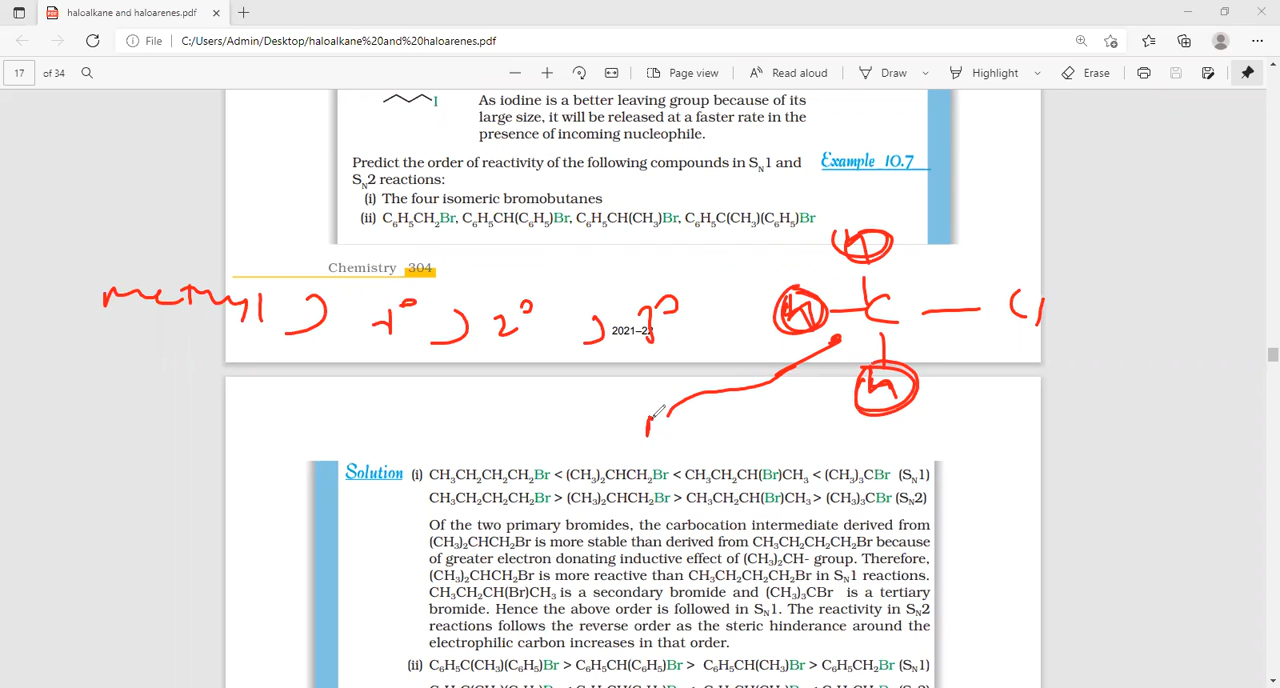 haloalkane and haloarenes.pdf
File | C:/Users/Admin/Desktop/haloalkane%20and%20haloarenes.pdf
17 of 34 Page view Read aloud Draw Highlight Erase
As iodine is a better leaving group because of its
large size, it will be released at a faster rate in the
presence of incoming nucleophile.
Predict the order of reactivity of the following compounds in SN1 and
SN2 reactions:
Example 10.7
(i) The four isomeric bromobutanes
(ii) C6H5CH2Br, C6H5CH(C6H5)Br, C6H5CH(CH3)Br, C6H5C(CH3)(C6H5)Br
Chemistry 304
methyl > 1° > 2° > 3°
H
H — C — Cl
H
2021–22
Solution (i) CH3CH2CH2CH2Br < (CH3)2CHCH2Br < CH3CH2CH(Br)CH3 < (CH3)3CBr (SN1)
CH3CH2CH2CH2Br > (CH3)2CHCH2Br > CH3CH2CH(Br)CH3 > (CH3)3CBr (SN2)
Of the two primary bromides, the carbocation intermediate derived from
(CH3)2CHCH2Br is more stable than derived from CH3CH2CH2CH2Br because
of greater electron donating inductive effect of (CH3)2CH- group. Therefore,
(CH3)2CHCH2Br is more reactive than CH3CH2CH2CH2Br in SN1 reactions.
CH3CH2CH(Br)CH3 is a secondary bromide and (CH3)3CBr is a tertiary
bromide. Hence the above order is followed in SN1. The reactivity in SN2
reactions follows the reverse order as the steric hinderance around the
electrophilic carbon increases in that order.
(ii) C6H5C(CH3)(C6H5)Br > C6H5CH(C6H5)Br > C6H5CH(CH3)Br > C6H5CH2Br (SN1)